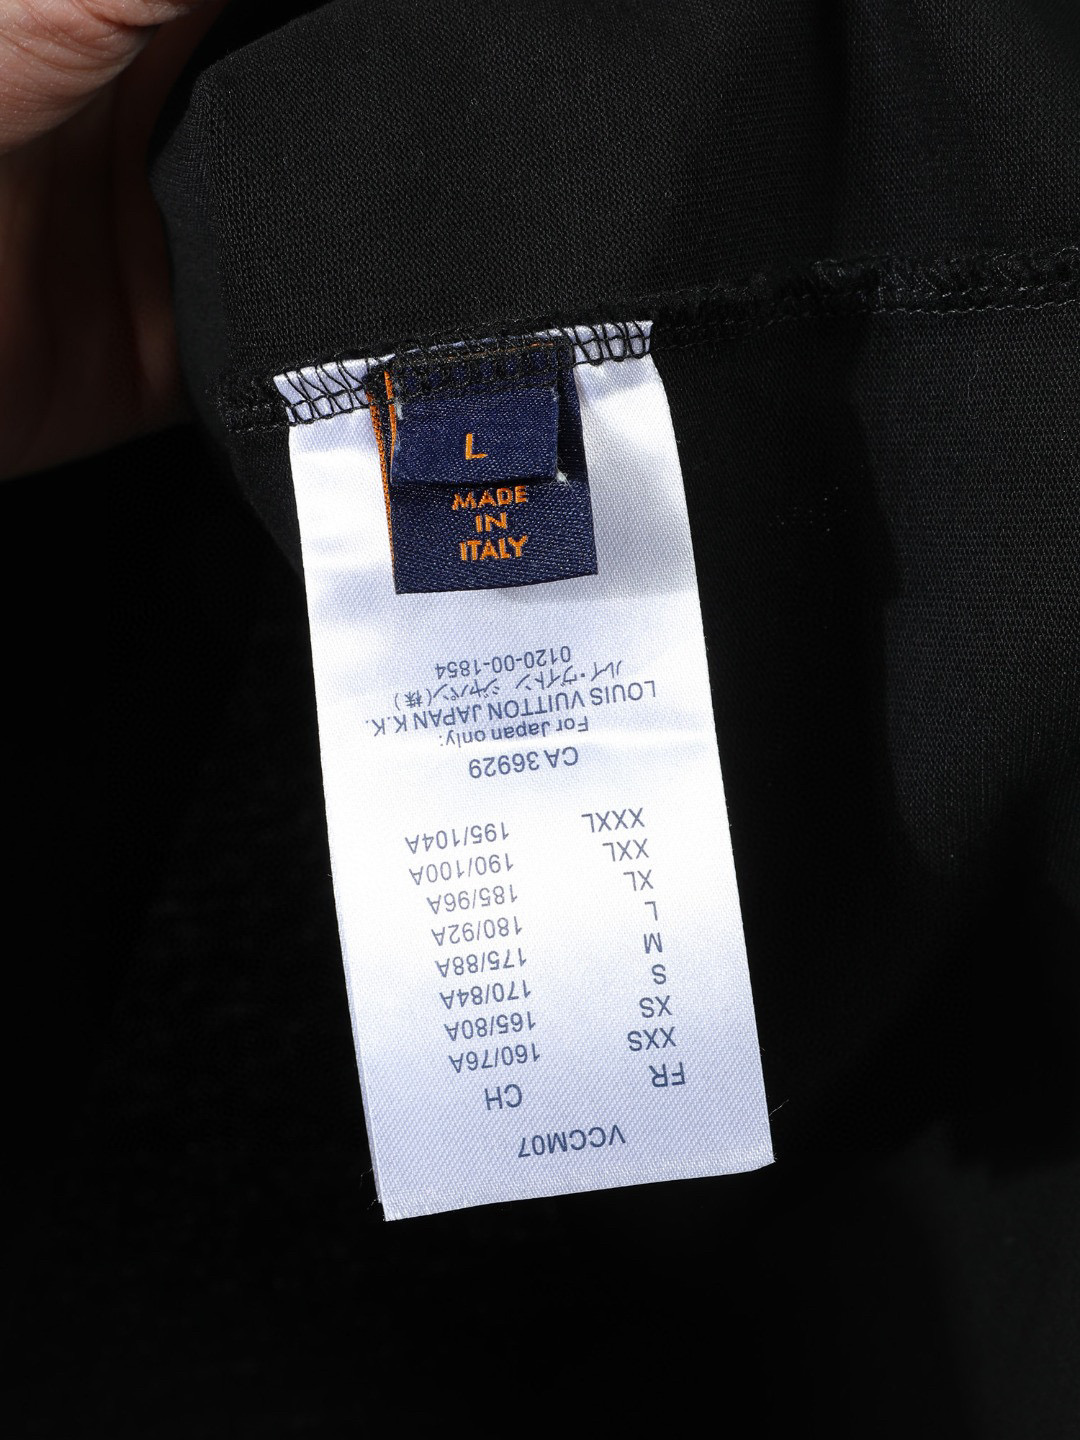 L
MADE
IN
ITALY
VCCM07
FR CH
XXS 160/76A
XS 165/80A
S 170/84A
M 175/88A
L 180/92A
XL 185/96A
XXL 190/100A
XXXL 195/104A
CA 36929
For Japan only:
LOUIS VUITTON JAPAN K.K.
ルイ・ヴィトン ジャパン(株)
0120-00-1854